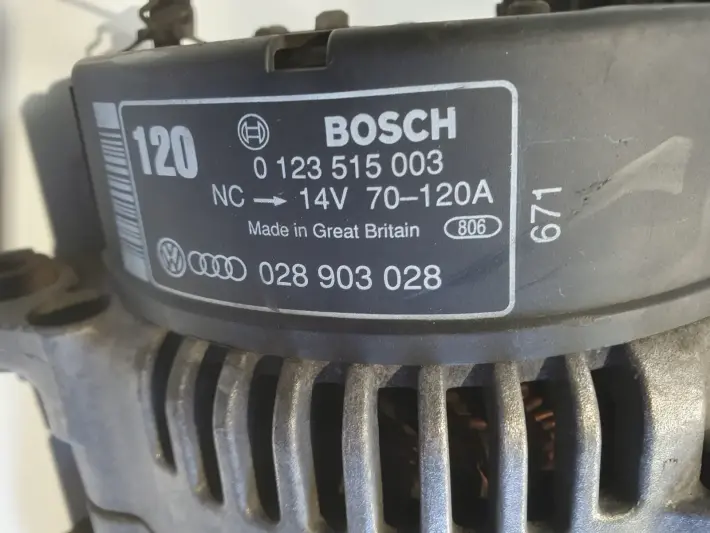 120
BOSCH
0 123 515 003
NC → 14V 70–120A
Made in Great Britain 806
028 903 028
671